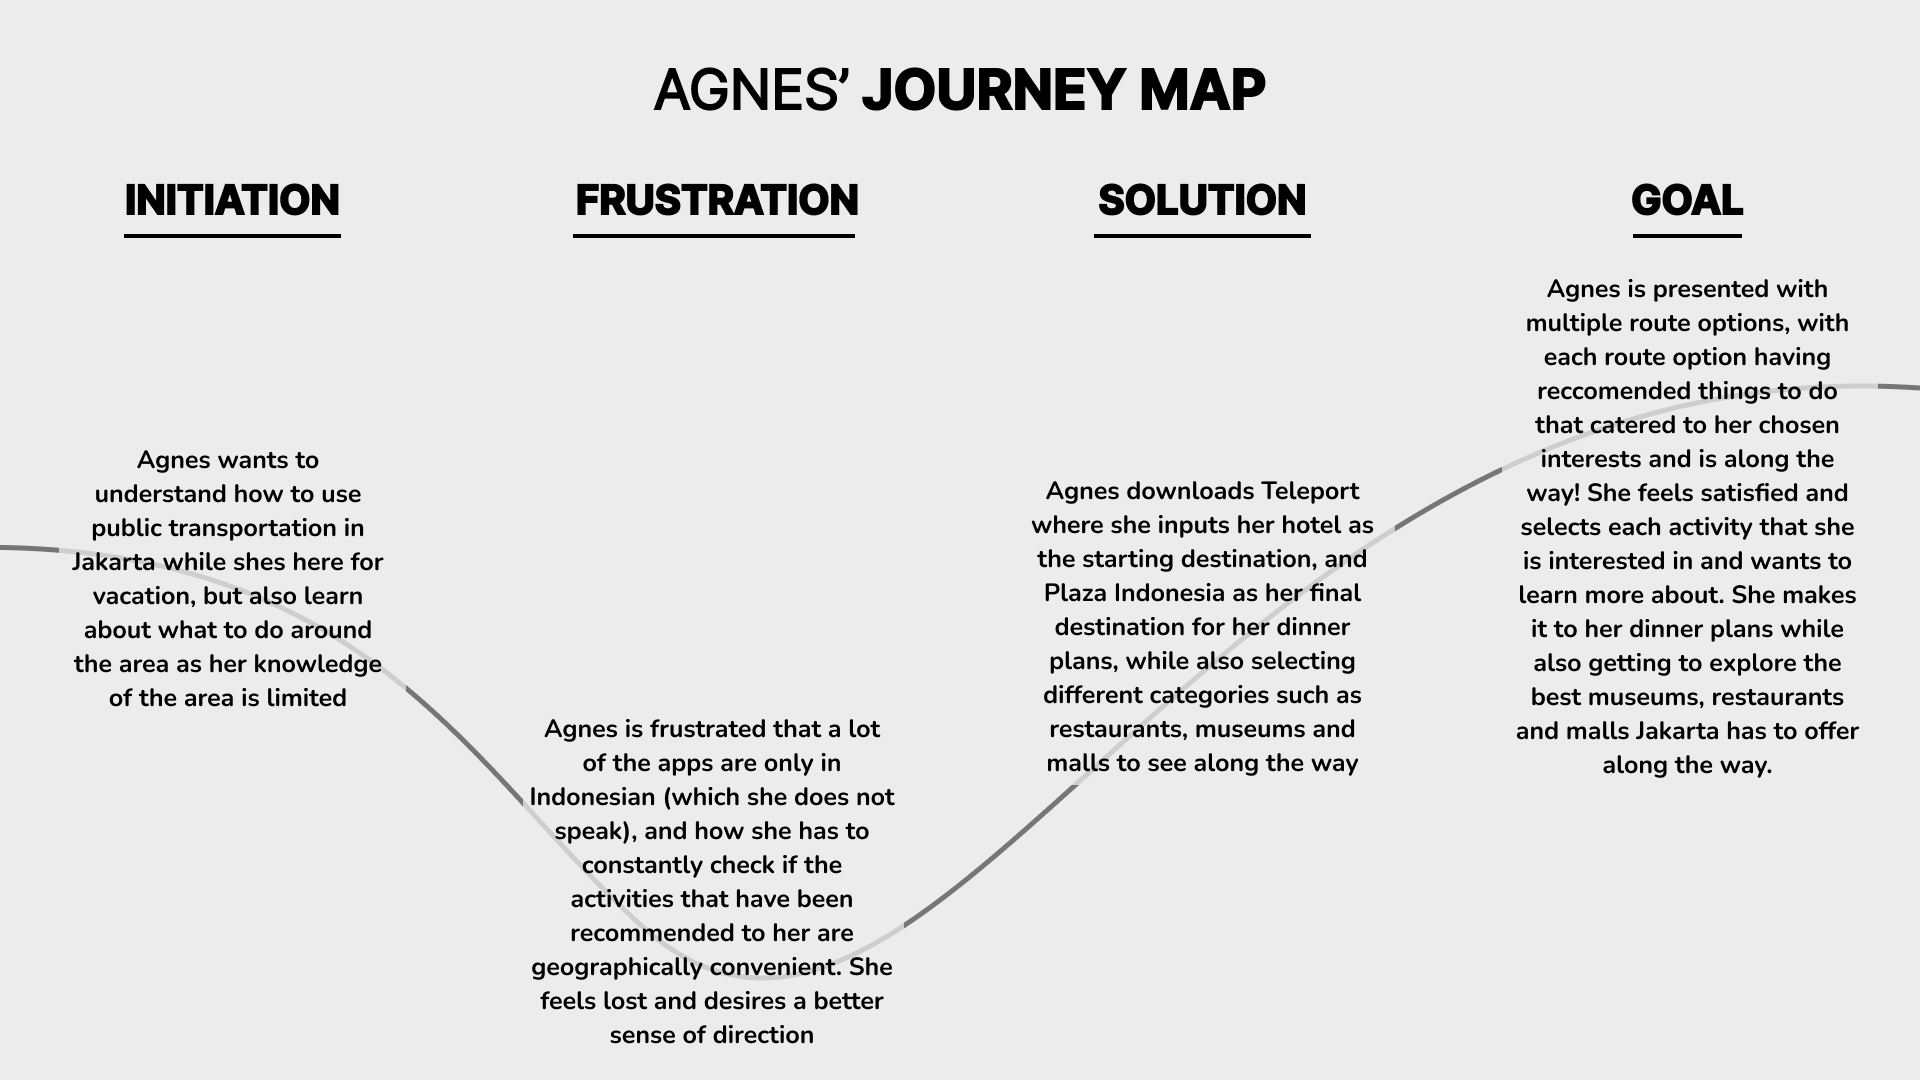 AGNES’ JOURNEY MAP
INITIATION
Agnes wants to
understand how to use
public transportation in
Jakarta while shes here for
vacation, but also learn
about what to do around
the area as her knowledge
of the area is limited
FRUSTRATION
Agnes is frustrated that a lot
of the apps are only in
Indonesian (which she does not
speak), and how she has to
constantly check if the
activities that have been
recommended to her are
geographically convenient. She
feels lost and desires a better
sense of direction
SOLUTION
Agnes downloads Teleport
where she inputs her hotel as
the starting destination, and
Plaza Indonesia as her final
destination for her dinner
plans, while also selecting
different categories such as
restaurants, museums and
malls to see along the way
GOAL
Agnes is presented with
multiple route options, with
each route option having
reccomended things to do
that catered to her chosen
interests and is along the
way! She feels satisfied and
selects each activity that she
is interested in and wants to
learn more about. She makes
it to her dinner plans while
also getting to explore the
best museums, restaurants
and malls Jakarta has to offer
along the way.